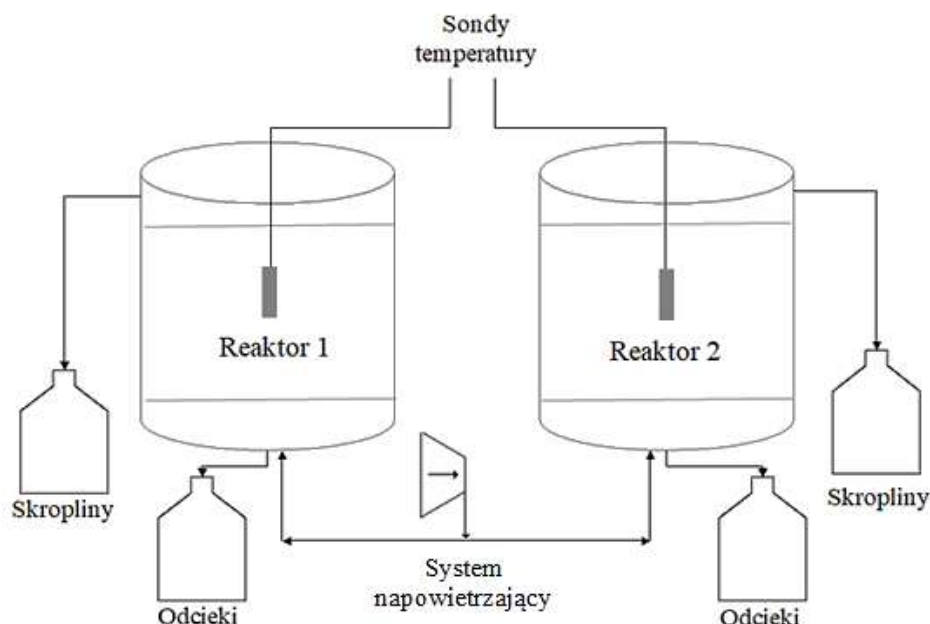 Sondy
temperatury
Reaktor 1
Reaktor 2
Skropliny
Skropliny
Odcieki
System
napowietrzający
Odcieki